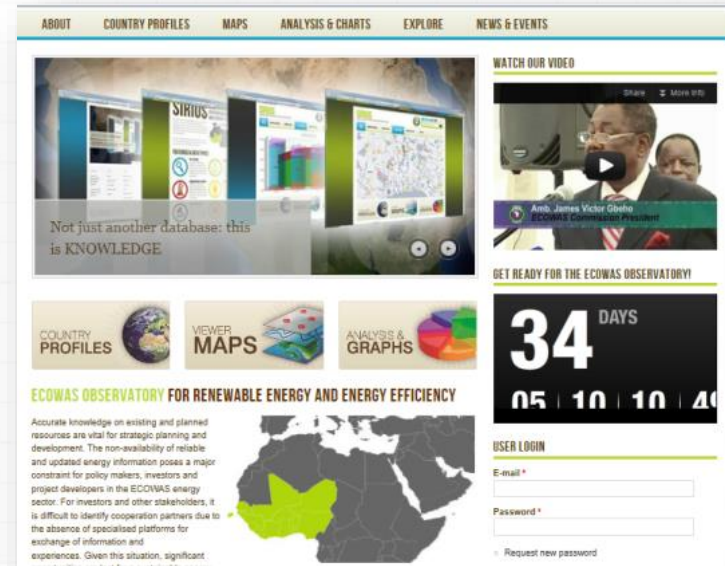 ABOUT COUNTRY PROFILES MAPS ANALYSIS & CHARTS EXPLORE NEWS & EVENTS
SIRIUS
Not just another database: this
is KNOWLEDGE
COUNTRY
PROFILES
VIEWER
MAPS
ANALYSIS &
GRAPHS
ECOWAS OBSERVATORY FOR RENEWABLE ENERGY AND ENERGY EFFICIENCY
Accurate knowledge on existing and planned
resources are vital for strategic planning and
development. The non-availability of reliable
and updated energy information poses a major
constraint for policy makers, investors and
project developers in the ECOWAS energy
sector. For investors and other stakeholders, it
is difficult to identify cooperation partners due to
the absence of specialised platforms for
exchange of information and
experiences. Given this situation, significant
WATCH OUR VIDEO
Share More Info
Amb. James Victor Gbeho
ECOWAS Commission President
GET READY FOR THE ECOWAS OBSERVATORY!
34 DAYS
05 10 10 49
USER LOGIN
E-mail *
Password *
Request new password